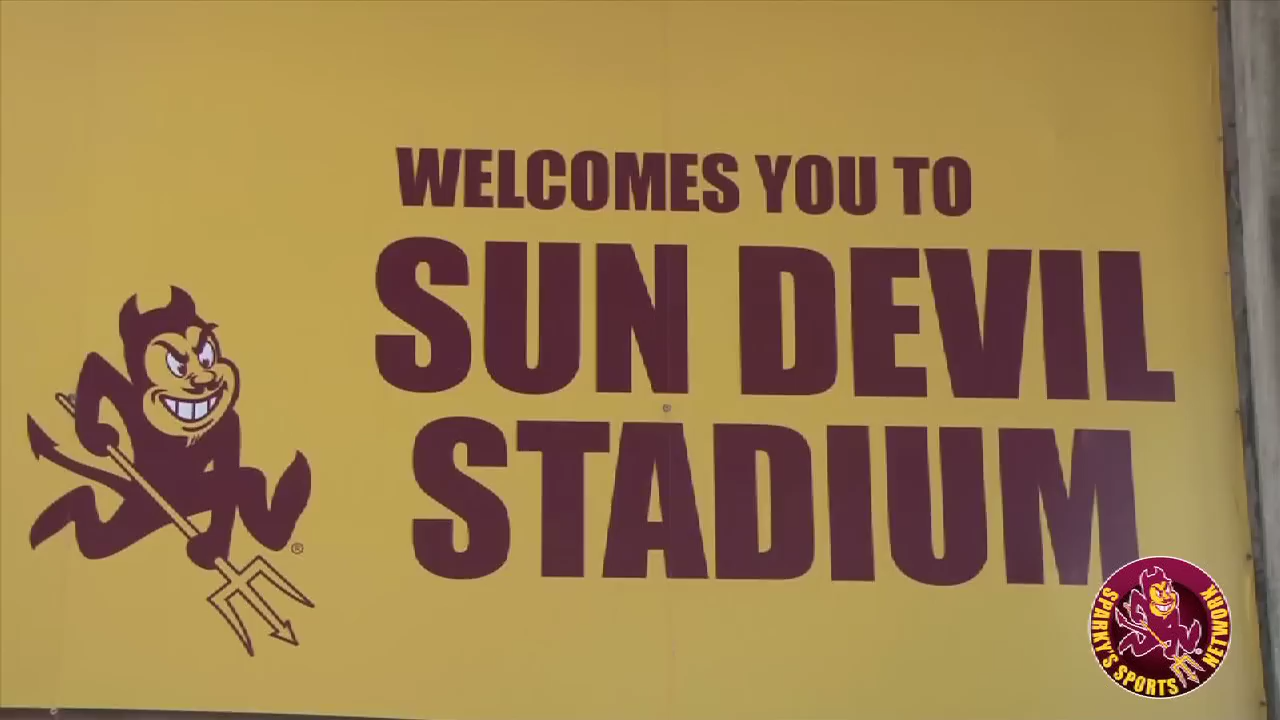 WELCOMES YOU TO
SUN DEVIL
STADIUM
®
SPARKY'S SPORTS NETWORK